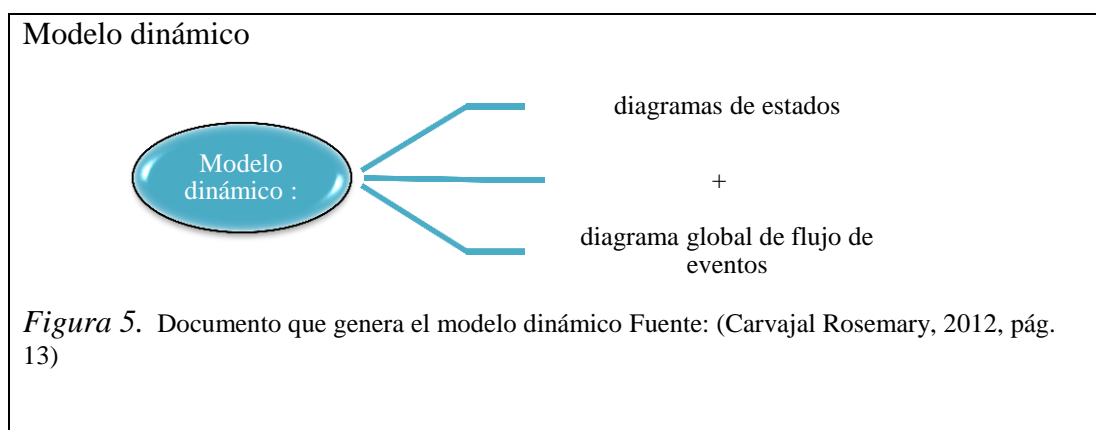 Modelo dinámico
Modelo
dinámico :
diagramas de estados
+
diagrama global de flujo de
eventos
Figura 5. Documento que genera el modelo dinámico Fuente: (Carvajal Rosemary, 2012, pág.
13)